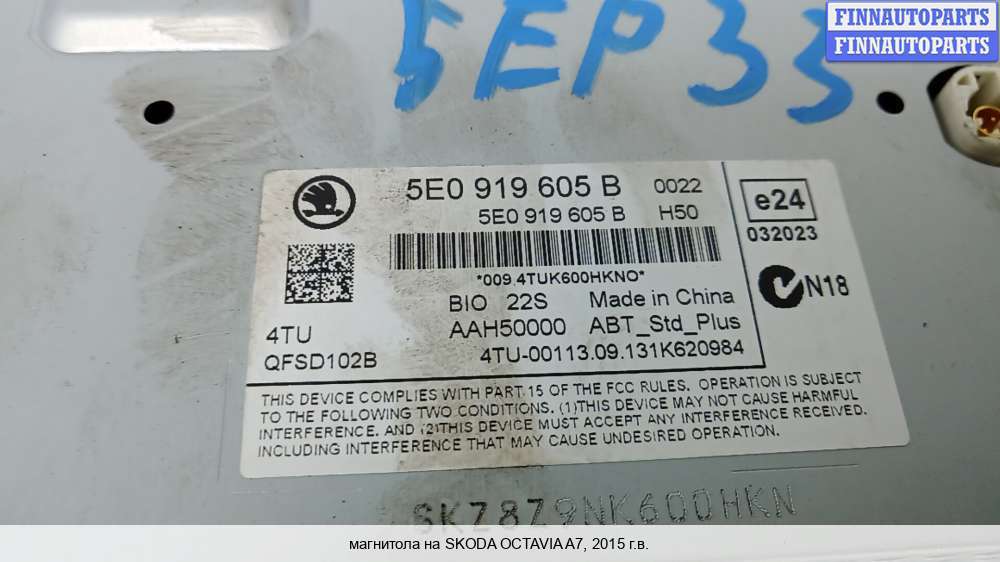 FINNAUTOPARTS
FINNAUTOPARTS
5EP33
5E0 919 605 B 0022
5E0 919 605 B H50
e24
032023
*009.4TUK600HKNO*
N18
BIO 22S Made in China
4TU AAH50000 ABT_Std_Plus
QFSD102B 4TU-00113.09.131K620984
THIS DEVICE COMPLIES WITH PART 15 OF THE FCC RULES. OPERATION IS SUBJECT
TO THE FOLLOWING TWO CONDITIONS. (1)THIS DEVICE MAY NOT CAUSE HARMFUL
INTERFERENCE. AND (2)THIS DEVICE MUST ACCEPT ANY INTERFERENCE RECEIVED.
INCLUDING INTERFERENCE THAT MAY CAUSE UNDESIRED OPERATION.
SKZ8Z9NK600HKN
магнитола на SKODA OCTAVIA A7, 2015 г.в.